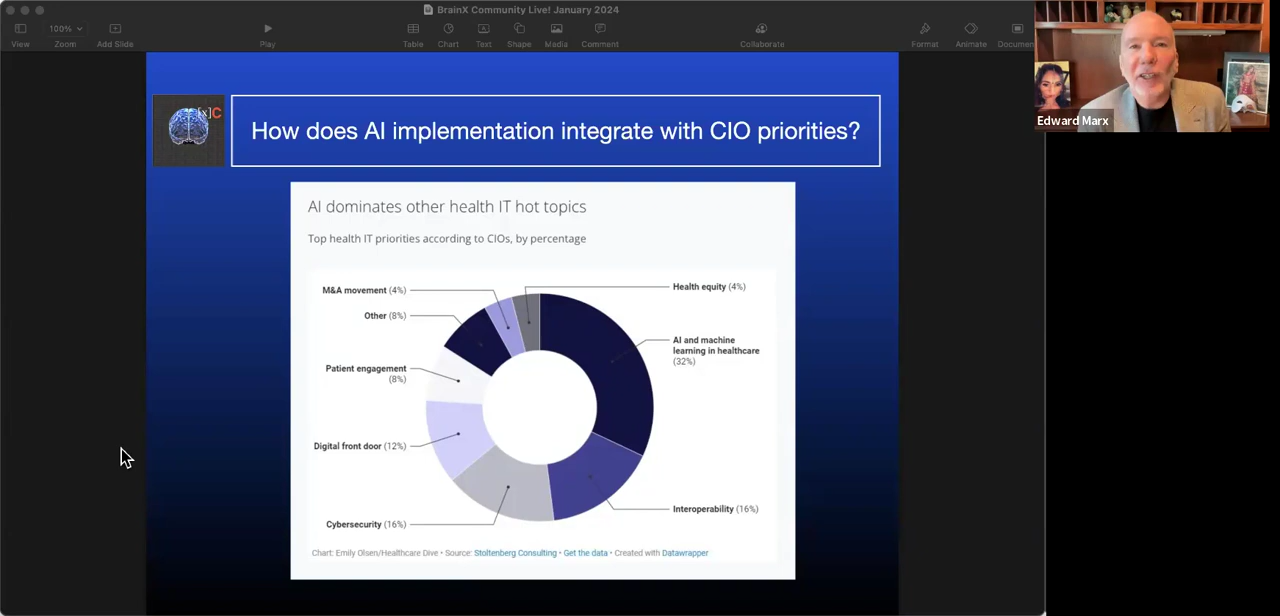 BrainX Community Live! January 2024
100%
View
Zoom
Add Slide
Play
Table
Chart
Text
Shape
Media
Comment
Collaborate
Format
Animate
Documen
Edward Marx
[x]C
How does AI implementation integrate with CIO priorities?
AI dominates other health IT hot topics
Top health IT priorities according to CIOs, by percentage
M&A movement (4%)
Health equity (4%)
Other (8%)
AI and machine
learning in healthcare
(32%)
Patient engagement
(8%)
Digital front door (12%)
Interoperability (16%)
Cybersecurity (16%)
Chart: Emily Olsen/Healthcare Dive • Source: Stoltenberg Consulting • Get the data • Created with Datawrapper